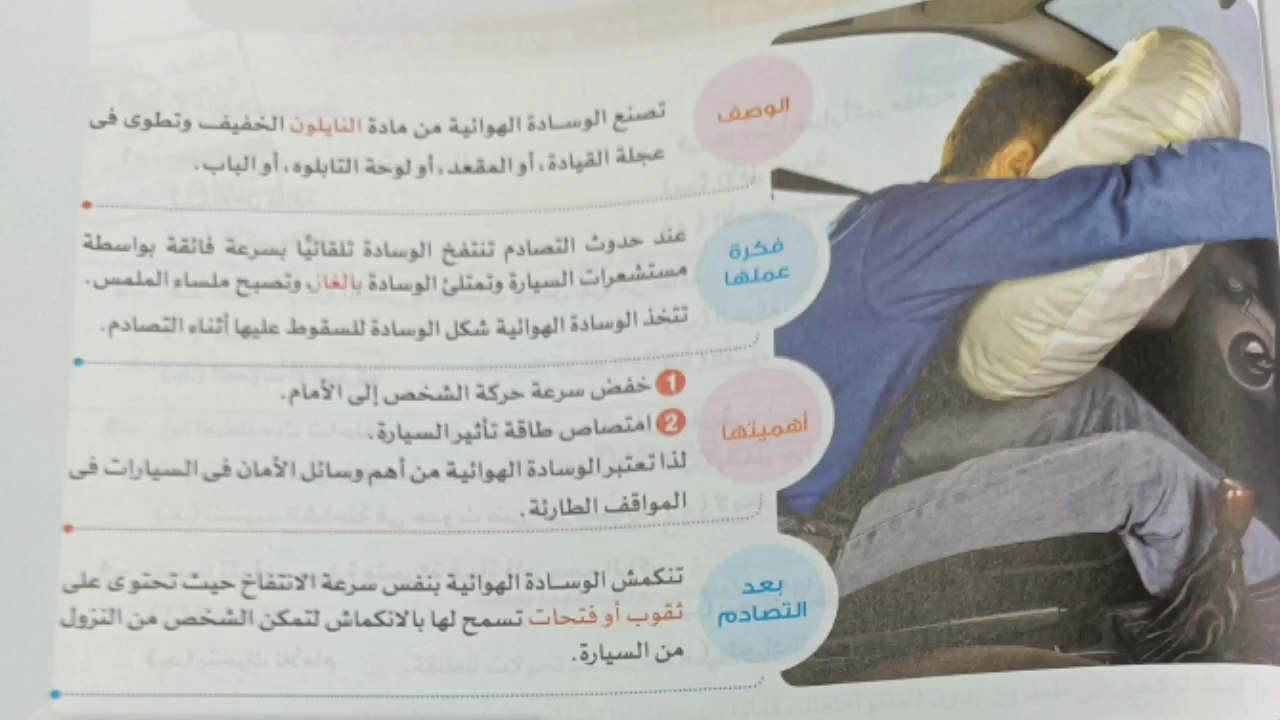 الوصف
تصنع الوسادة الهوائية من مادة النايلون الخفيف وتطوى فى
عجلة القيادة، أو المقعد، أو لوحة التابلوه، أو الباب.
فكرة
عملها
عند حدوث التصادم تنتفخ الوسادة تلقائيًّا بسرعة فائقة بواسطة
مستشعرات السيارة وتمتلئ الوسادة بالغاز وتصبح ملساء الملمس.
تتخذ الوسادة الهوائية شكل الوسادة للسقوط عليها أثناء التصادم.
أهميتها
1 خفض سرعة حركة الشخص إلى الأمام.
2 امتصاص طاقة تأثير السيارة.
لذا تعتبر الوسادة الهوائية من أهم وسائل الأمان فى السيارات فى
المواقف الطارئة.
بعد
التصادم
تنكمش الوسادة الهوائية بنفس سرعة الانتفاخ حيث تحتوى على
ثقوب أو فتحات تسمح لها بالانكماش لتمكن الشخص من النزول
من السيارة.